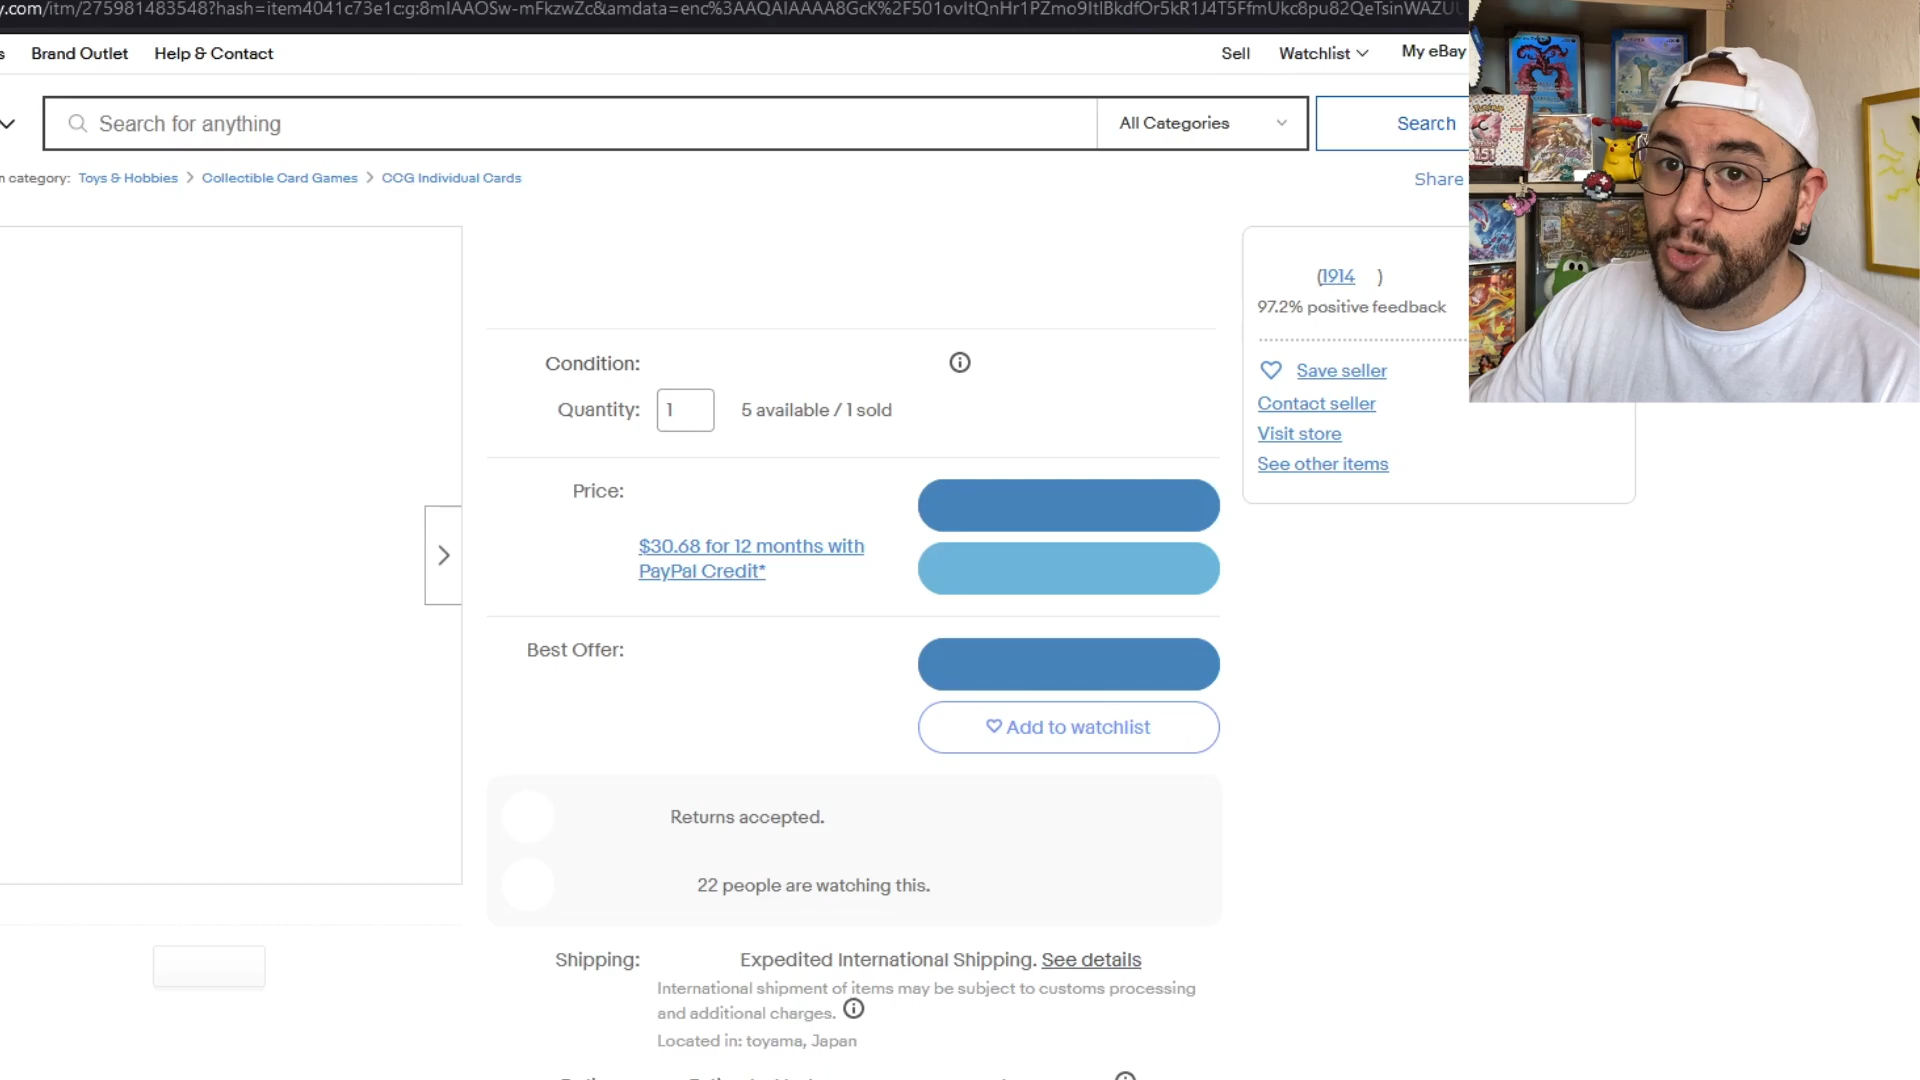 y.com/itm/275981483548?hash=item4041c73e1c:g:8mIAAOSw-mFkzwZc&amdata=enc%3AAQAIAAAA8GcK%2F501ovItQnHr1PZmo9ItlBkdfOr5kR1J4T5FfmUkc8pu82QeTsinWAZU
s Brand Outlet Help & Contact Sell Watchlist My eBay
Search for anything All Categories Search
n category: Toys & Hobbies > Collectible Card Games > CCG Individual Cards Share
(1914 )
97.2% positive feedback
Save seller
Contact seller
Visit store
See other items
Condition:
Quantity: 1 5 available / 1 sold
Price:
$30.68 for 12 months with
PayPal Credit*
Best Offer:
Add to watchlist
Returns accepted.
22 people are watching this.
Shipping: Expedited International Shipping. See details
International shipment of items may be subject to customs processing
and additional charges.
Located in: toyama, Japan
151